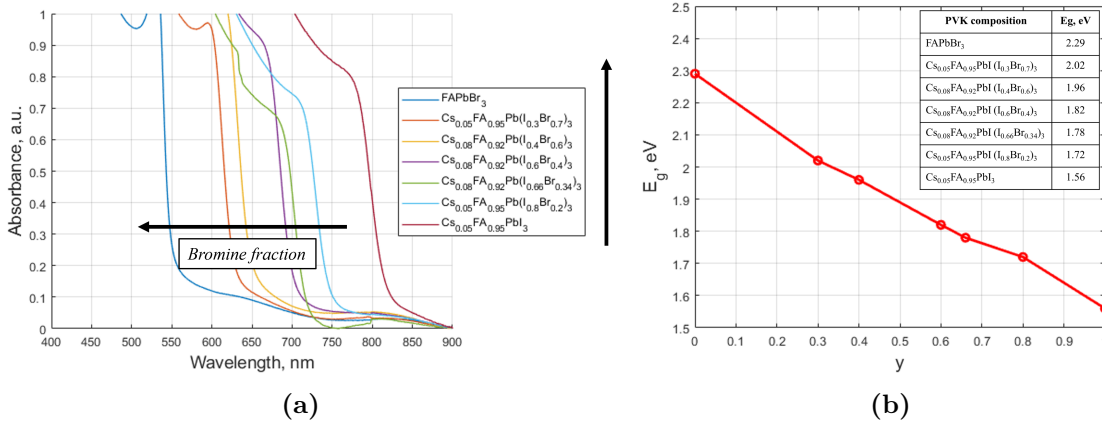 Absorbance, a.u.
1
0.9
0.8
0.7
0.6
0.5
0.4
0.3
0.2
0.1
0
400 450 500 550 600 650 700 750 800 850 900
Wavelength, nm
Bromine fraction
FAPbBr3
Cs0.05FA0.95Pb(I0.3Br0.7)3
Cs0.08FA0.92Pb(I0.4Br0.6)3
Cs0.08FA0.92Pb(I0.6Br0.4)3
Cs0.08FA0.92Pb(I0.66Br0.34)3
Cs0.05FA0.95Pb(I0.8Br0.2)3
Cs0.05FA0.95PbI3
(a)
Eg, eV
2.5
2.4
2.3
2.2
2.1
2
1.9
1.8
1.7
1.6
1.5
0 0.1 0.2 0.3 0.4 0.5 0.6 0.7 0.8 0.9
y
PVK composition Eg, eV
FAPbBr3 2.29
Cs0.05FA0.95PbI (I0.3Br0.7)3 2.02
Cs0.08FA0.92PbI (I0.4Br0.6)3 1.96
Cs0.08FA0.92PbI (I0.6Br0.4)3 1.82
Cs0.08FA0.92PbI (I0.66Br0.34)3 1.78
Cs0.05FA0.95PbI (I0.8Br0.2)3 1.72
Cs0.05FA0.95PbI3 1.56
(b)